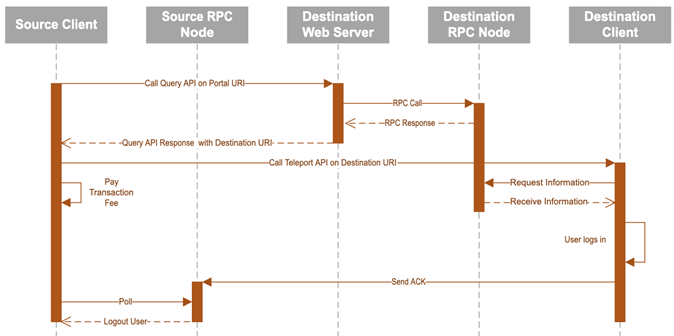 Source Client
Source RPC
Node
Destination
Web Server
Destination
RPC Node
Destination
Client
Call Query API on Portal URI
RPC Call
RPC Response
Query API Response with Destination URI
Call Teleport API on Destination URI
Pay
Transaction
Fee
Request Information
Receive Information
User logs in
Send ACK
Poll
Logout User